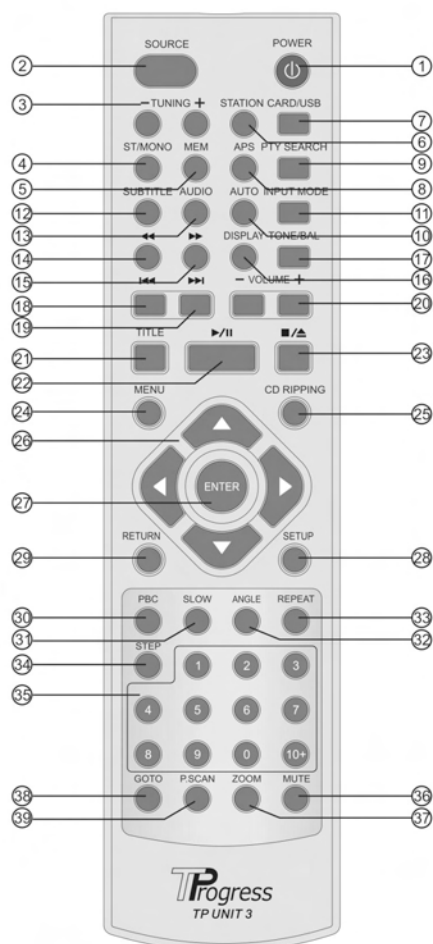 SOURCE POWER
2 1
3 − TUNING + STATION CARD/USB
7
6
4 ST/MONO MEM APS PTY SEARCH
9
5 8
12 SUBTITLE AUDIO AUTO INPUT MODE
11
13 10
14 ◀◀ ▶▶ DISPLAY TONE/BAL
17
15 16
18 |◀◀ ▶▶| − VOLUME +
20
19
21 TITLE ▶/II ■/▲
23
22
24 MENU CD RIPPING
25
26
27 ENTER
29 RETURN SETUP 28
30 PBC SLOW ANGLE REPEAT 33
31 32
34 STEP 1 2 3
35
4 5 6 7
8 9 0 10+
38 GOTO P.SCAN ZOOM MUTE 36
39 37
TProgress
TP UNIT 3